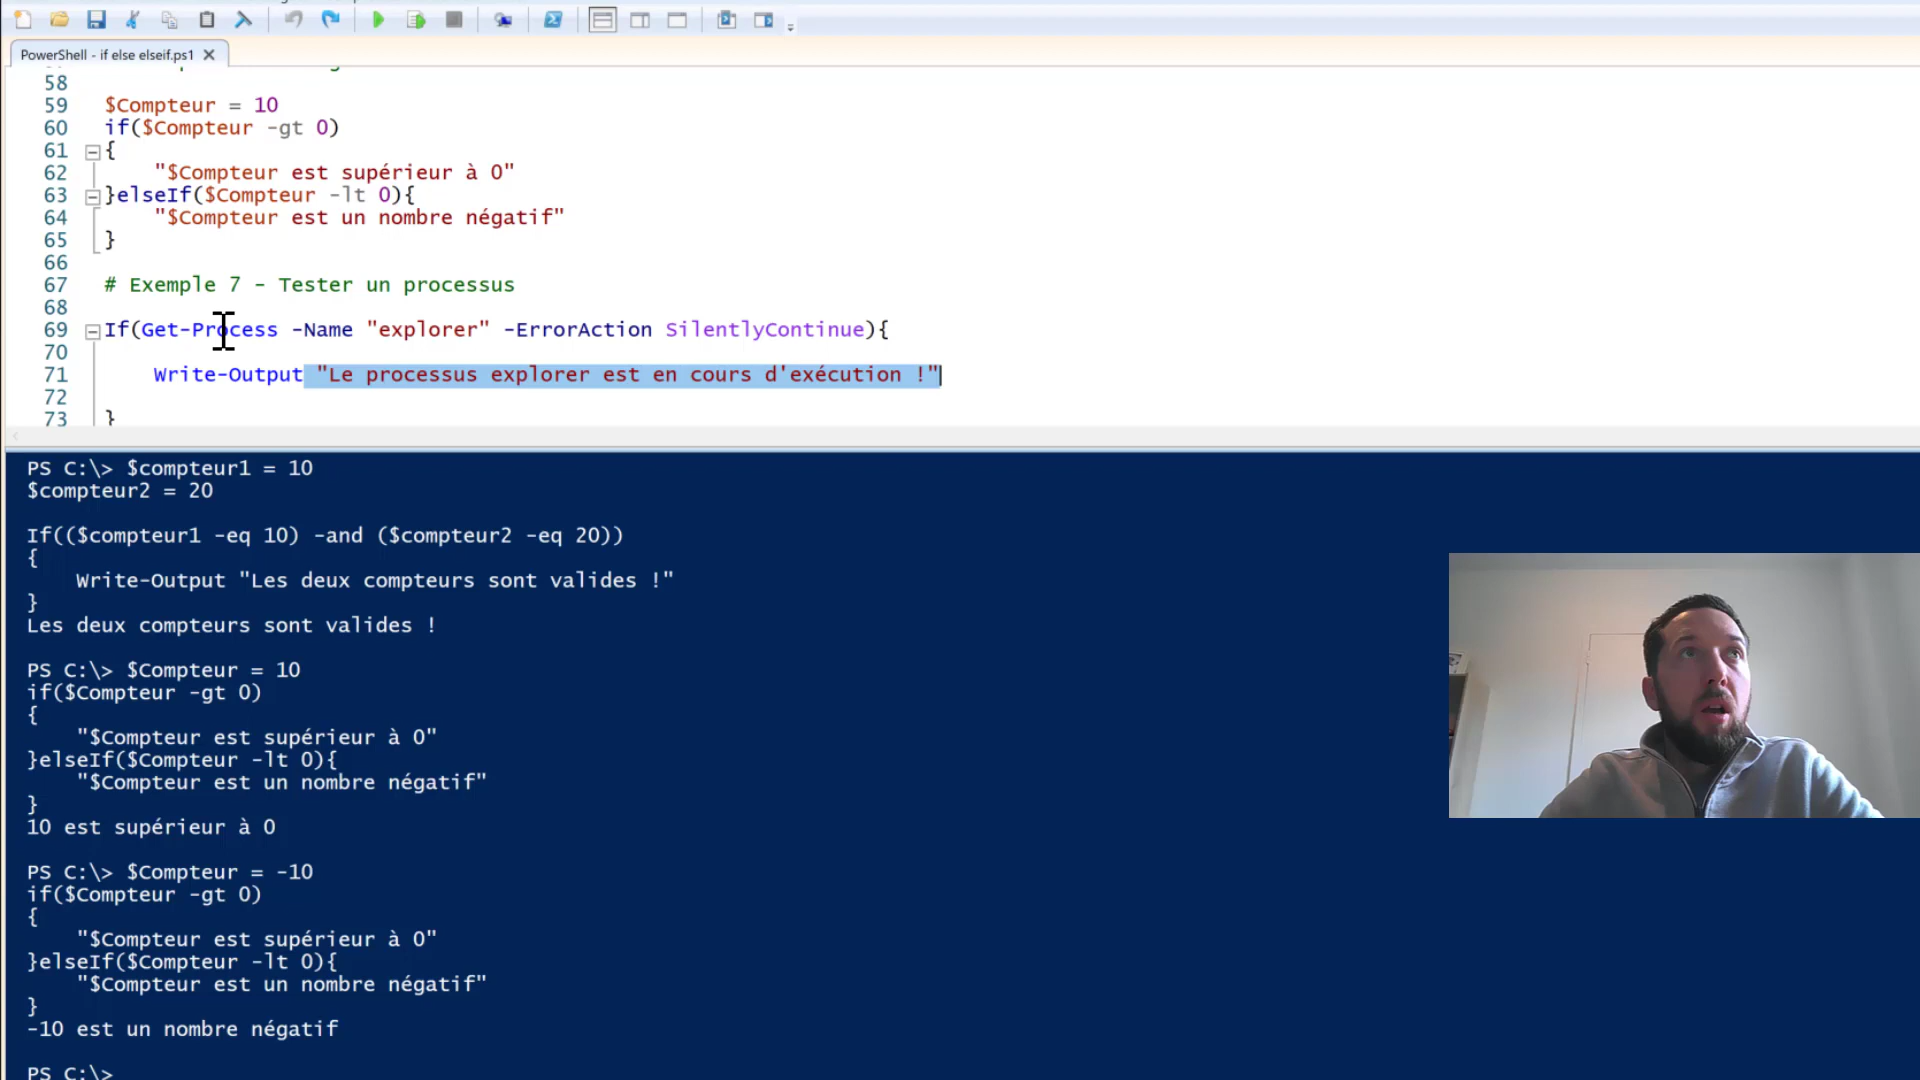 PowerShell - if else elseif.ps1
58
59 $Compteur = 10
60 if($Compteur -gt 0)
61 {
62 "$Compteur est supérieur à 0"
63 }elseIf($Compteur -lt 0){
64 "$Compteur est un nombre négatif"
65 }
66
67 # Exemple 7 - Tester un processus
68
69 If(Get-Process -Name "explorer" -ErrorAction SilentlyContinue){
70
71 Write-Output "Le processus explorer est en cours d'exécution !"
72
73 }
PS C:\> $compteur1 = 10
$compteur2 = 20
If(($compteur1 -eq 10) -and ($compteur2 -eq 20))
{
Write-Output "Les deux compteurs sont valides !"
}
Les deux compteurs sont valides !
PS C:\> $Compteur = 10
if($Compteur -gt 0)
{
"$Compteur est supérieur à 0"
}elseIf($Compteur -lt 0){
"$Compteur est un nombre négatif"
}
10 est supérieur à 0
PS C:\> $Compteur = -10
if($Compteur -gt 0)
{
"$Compteur est supérieur à 0"
}elseIf($Compteur -lt 0){
"$Compteur est un nombre négatif"
}
-10 est un nombre négatif
PS C:\>